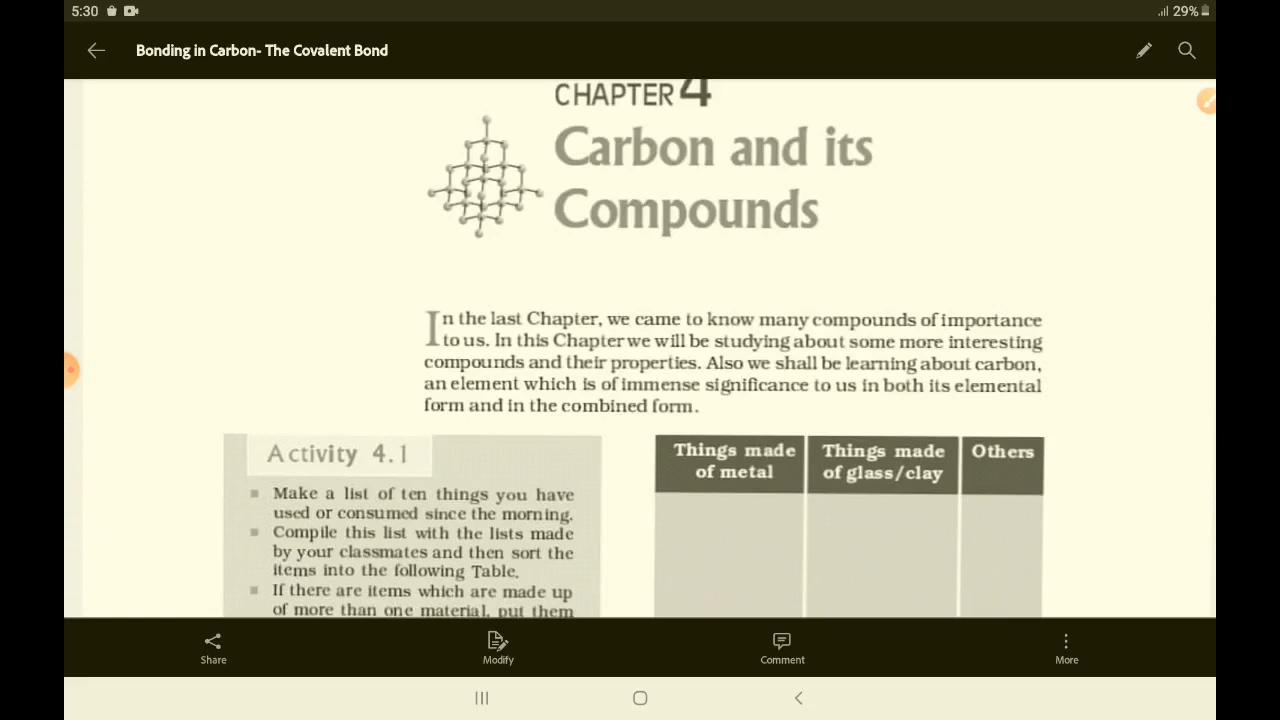 5:30
29%
Bonding in Carbon- The Covalent Bond
CHAPTER 4
Carbon and its
Compounds
In the last Chapter, we came to know many compounds of importance
to us. In this Chapter we will be studying about some more interesting
compounds and their properties. Also we shall be learning about carbon,
an element which is of immense significance to us in both its elemental
form and in the combined form.
Activity 4.1
Make a list of ten things you have
used or consumed since the morning.
Compile this list with the lists made
by your classmates and then sort the
items into the following Table.
If there are items which are made up
of more than one material, put them
Things made
of metal
Things made
of glass/clay
Others
Share
Modify
Comment
More